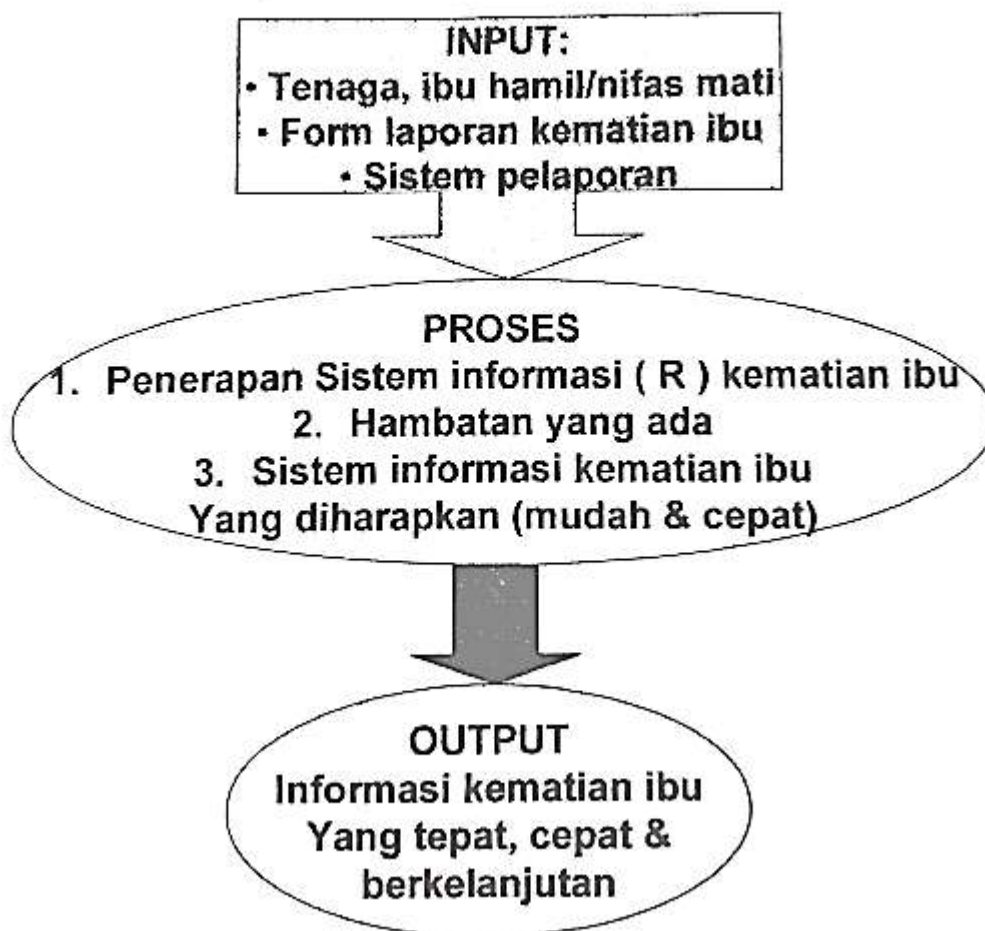 INPUT:
• Tenaga, ibu hamil/nifas mati
• Form laporan kematian ibu
• Sistem pelaporan
PROSES
1. Penerapan Sistem informasi ( R ) kematian ibu
2. Hambatan yang ada
3. Sistem informasi kematian ibu
Yang diharapkan (mudah & cepat)
OUTPUT
Informasi kematian ibu
Yang tepat, cepat &
berkelanjutan